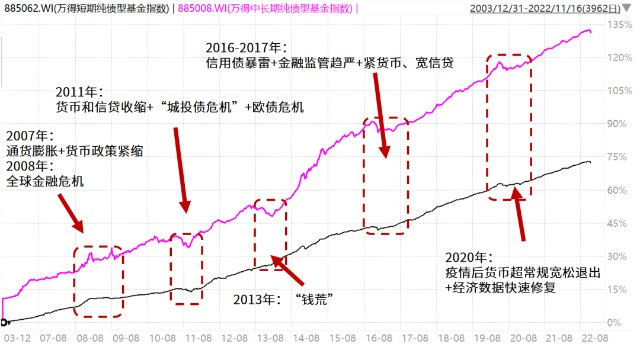 885062.WI(万得短期纯债型基金指数) | 885008.WI(万得中长期纯债型基金指数) | 2003/12/31-2022/11/16(3962日)▼
2016-2017年：
信用债暴雷+金融监管趋严+紧货币、宽信贷
2011年：
货币和信贷收缩+“城投债危机”+欧债危机
2007年：
通货膨胀+货币政策紧缩
2008年：
全球金融危机
2013年：“钱荒”
2020年：
疫情后货币超常规宽松退出
+经济数据快速修复
135%
120%
105%
90%
75%
60%
45%
30%
15%
0%
03-12 07-08 08-08 09-08 10-08 11-08 12-08 13-08 14-08 15-08 16-08 17-08 18-08 19-08 20-08 22-08